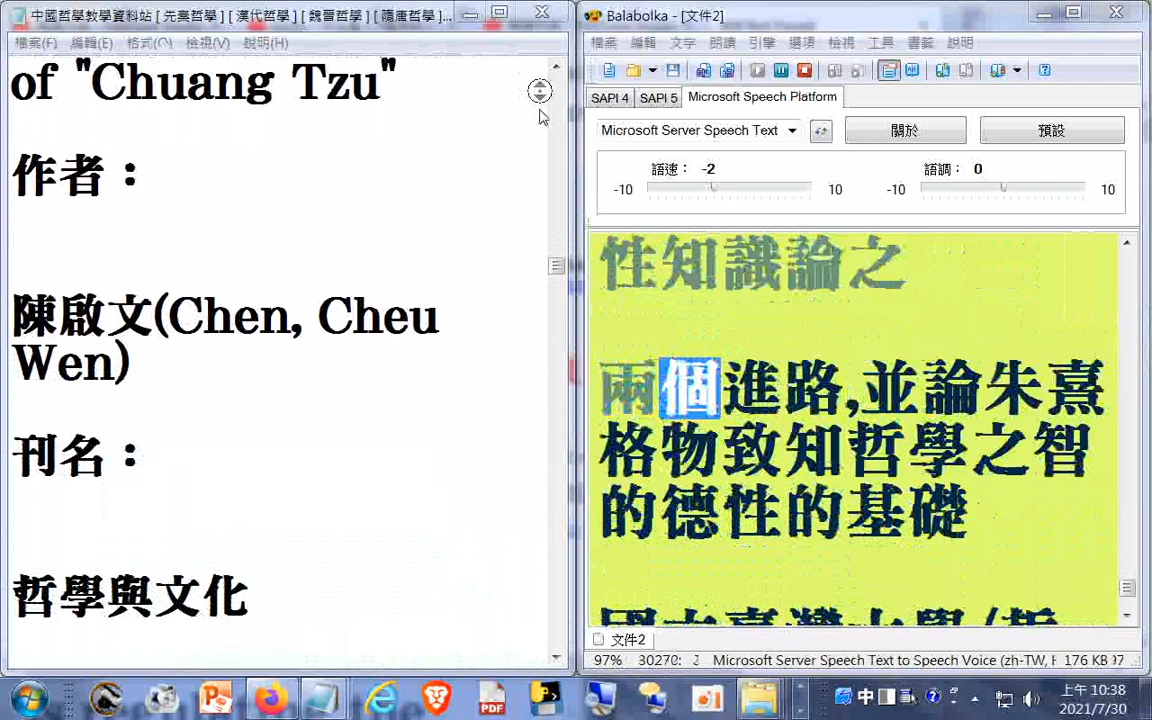 中國哲學教學資料站 [ 先秦哲學 ] [ 漢代哲學 ] [ 魏晉哲學 ] [ 隋唐哲學 ]...
檔案(F) 編輯(E) 格式(O) 檢視(V) 說明(H)
of "Chuang Tzu"
作者：
陳啟文(Chen, Cheu
Wen)
刊名：
哲學與文化
Balabolka - [文件2]
檔案 編輯 文字 朗讀 引擎 選項 檢視 工具 書籤 說明
SAPI 4 SAPI 5 Microsoft Speech Platform
Microsoft Server Speech Text 關於 預設
語速： -2 語調： 0
-10 10 -10 10
性知識論之
兩個進路,並論朱熹
格物致知哲學之智
的德性的基礎
國立臺灣大學/哲
文件2
97% 30270: Microsoft Server Speech Text to Speech Voice (zh-TW, 176 KB
中
上午 10:38
2021/7/30